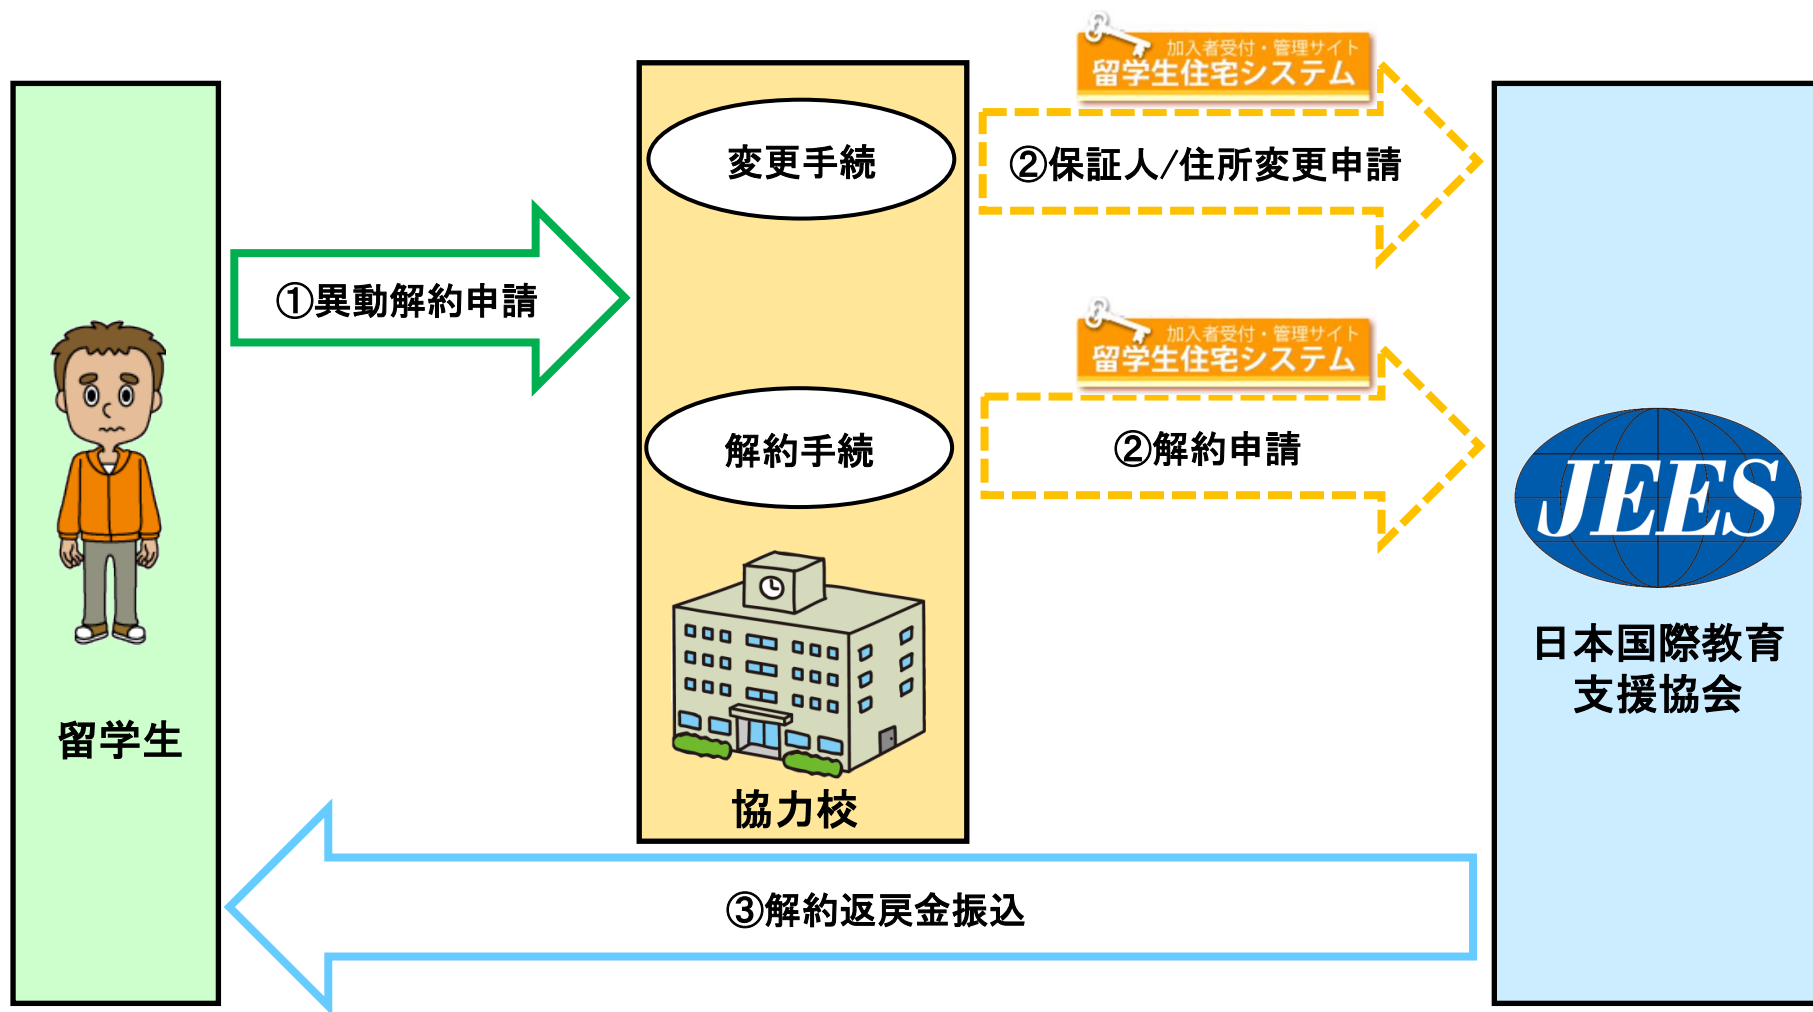 留学生
①異動解約申請
変更手続
解約手続
協力校
加入者受付・管理サイト
留学生住宅システム
②保証人/住所変更申請
加入者受付・管理サイト
留学生住宅システム
②解約申請
JEES
日本国際教育
支援協会
③解約返戻金振込